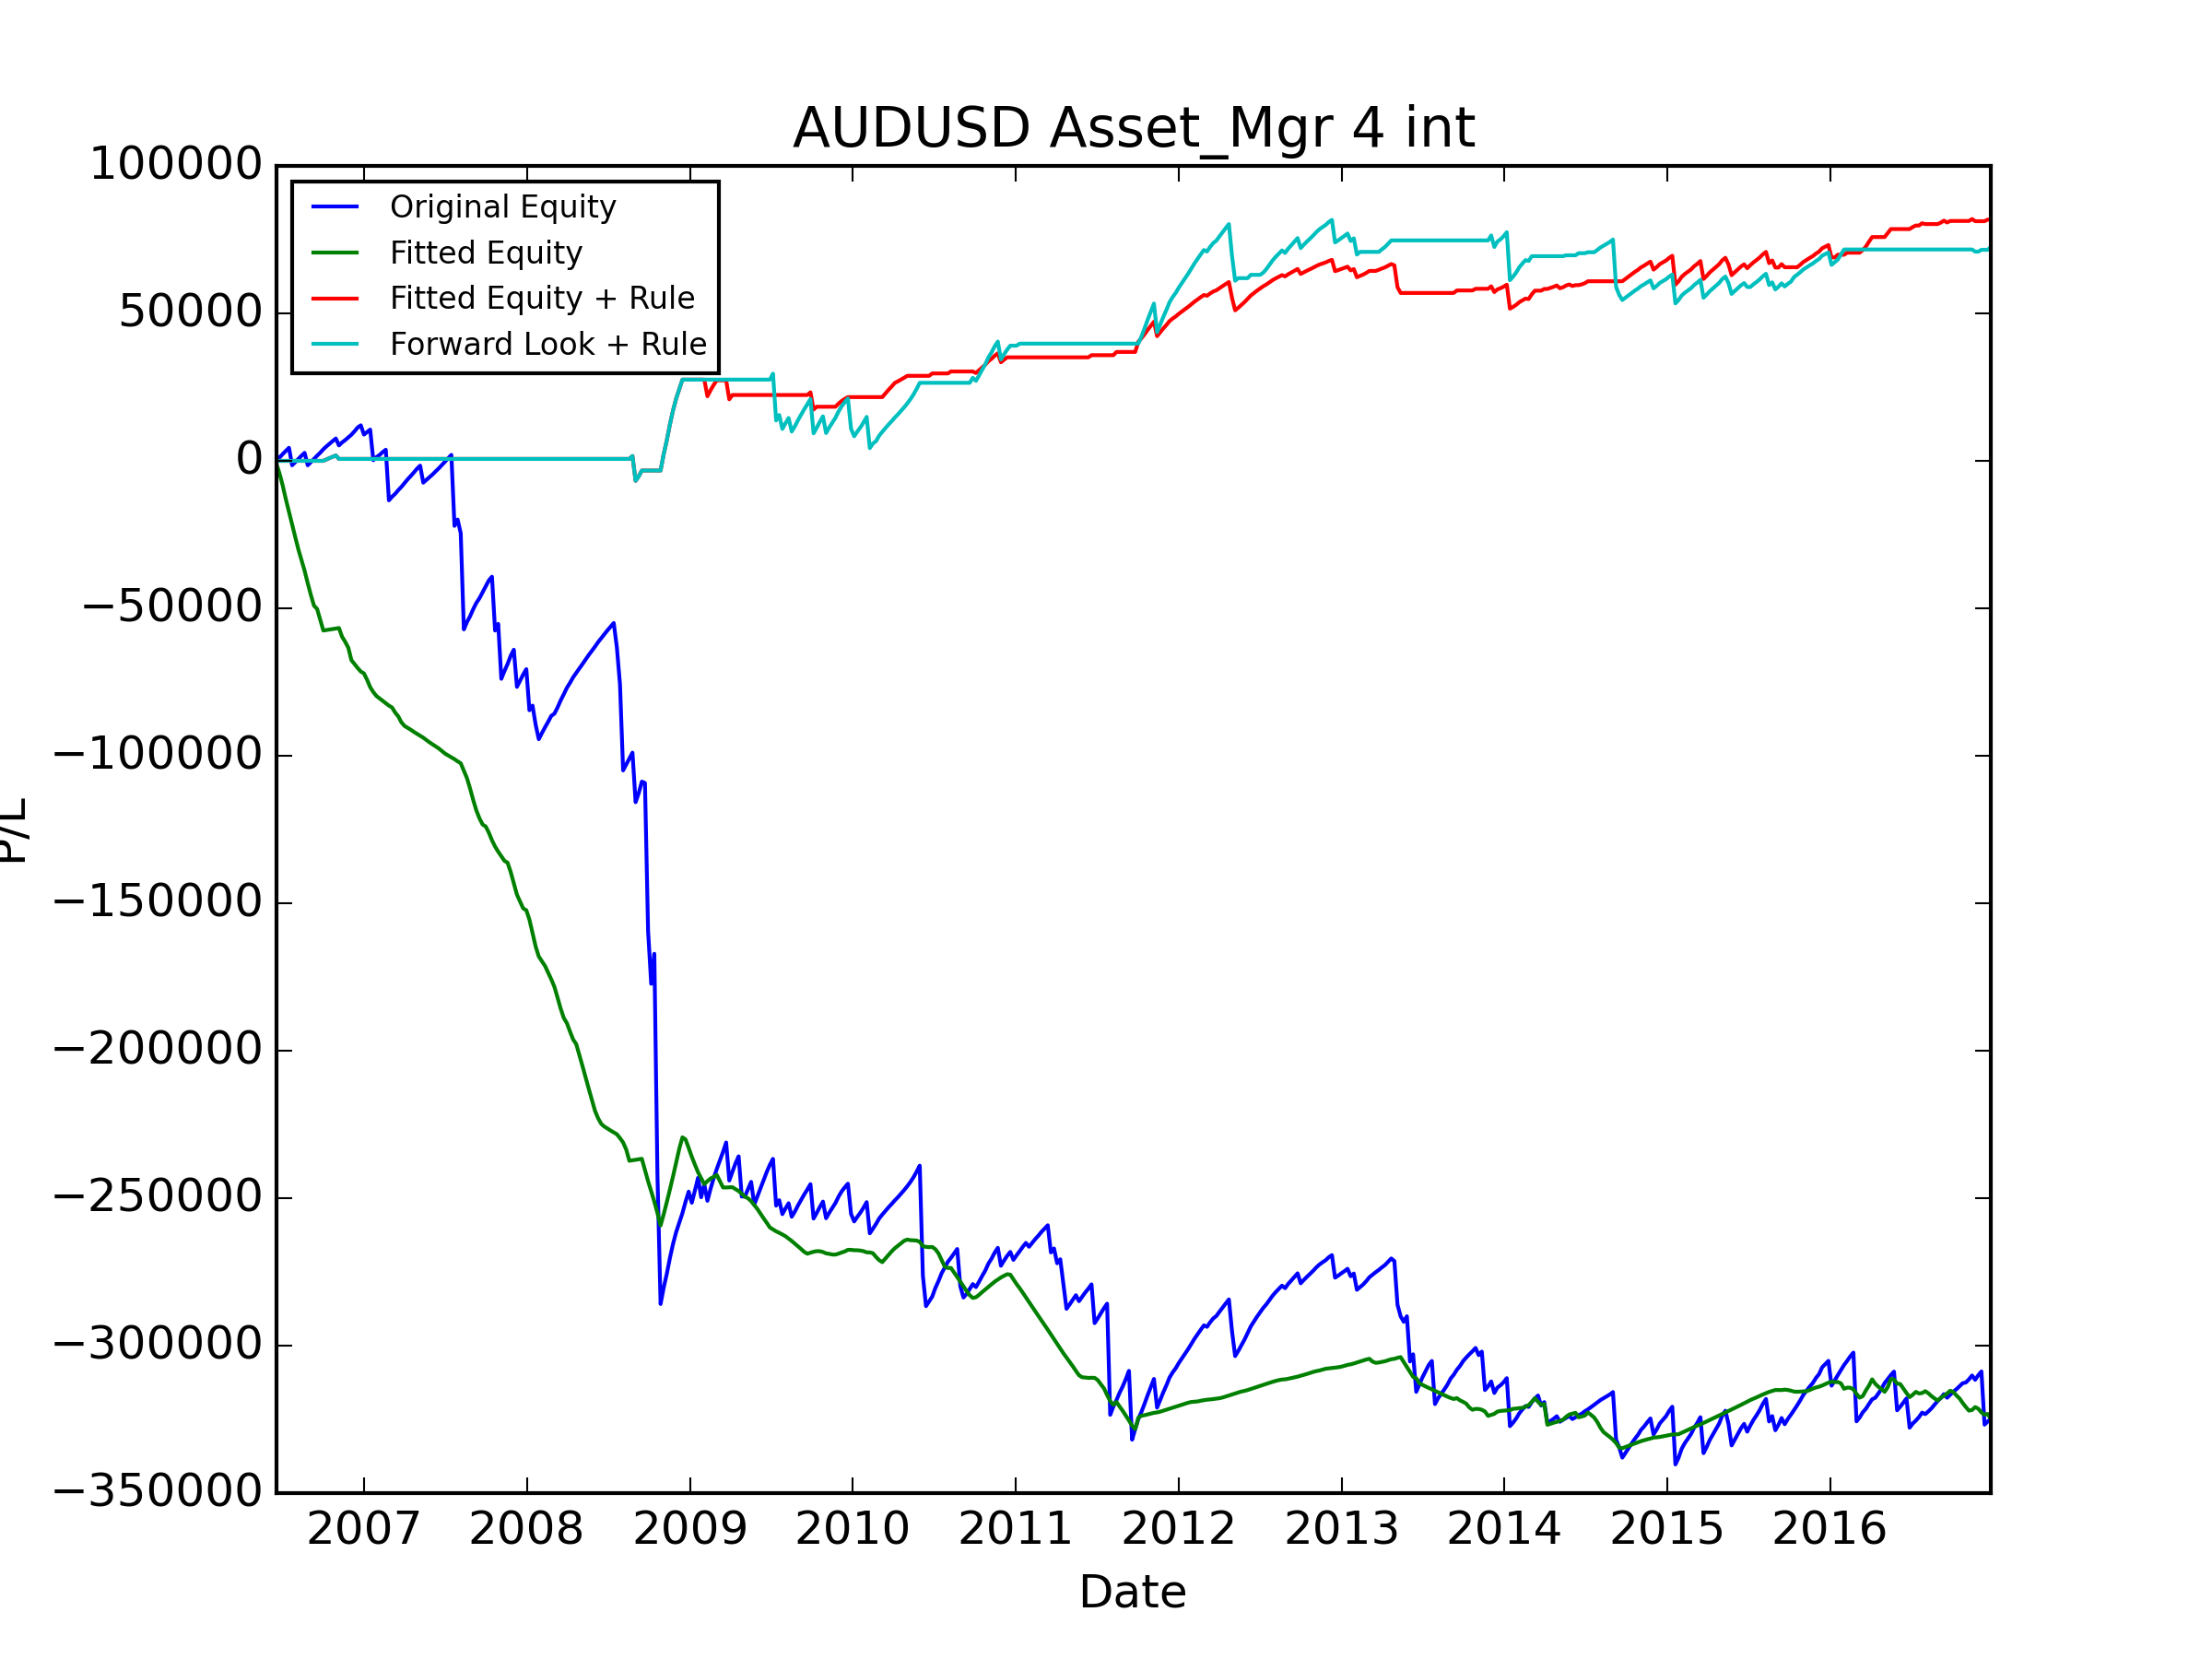 AUDUSD Asset_Mgr 4 int
100000
50000
0
−50000
−100000
−150000
−200000
−250000
−300000
−350000
P/L
Original Equity
Fitted Equity
Fitted Equity + Rule
Forward Look + Rule
2007 2008 2009 2010 2011 2012 2013 2014 2015 2016
Date